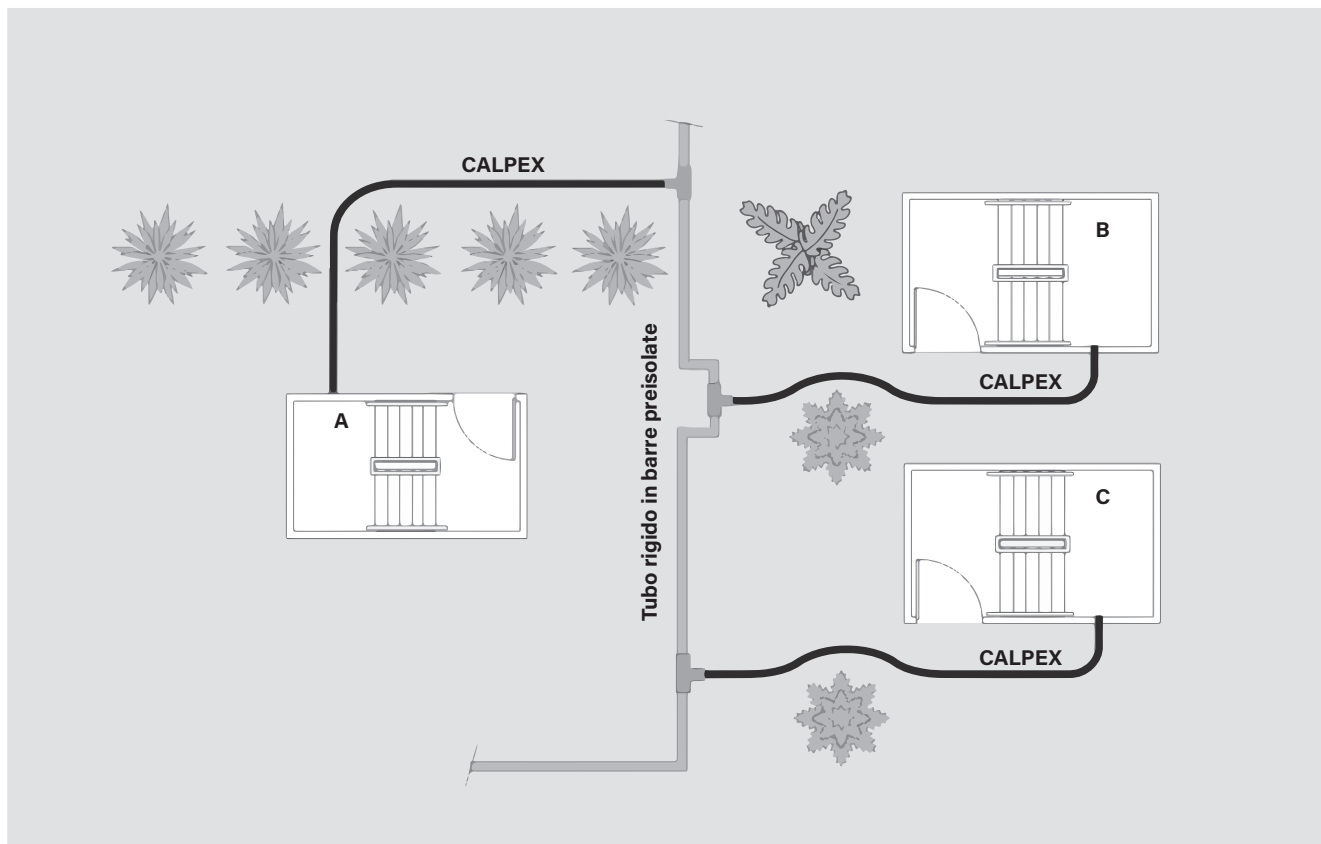 CALPEX
B
Tubo rigido in barre preisolate
CALPEX
A
C
CALPEX